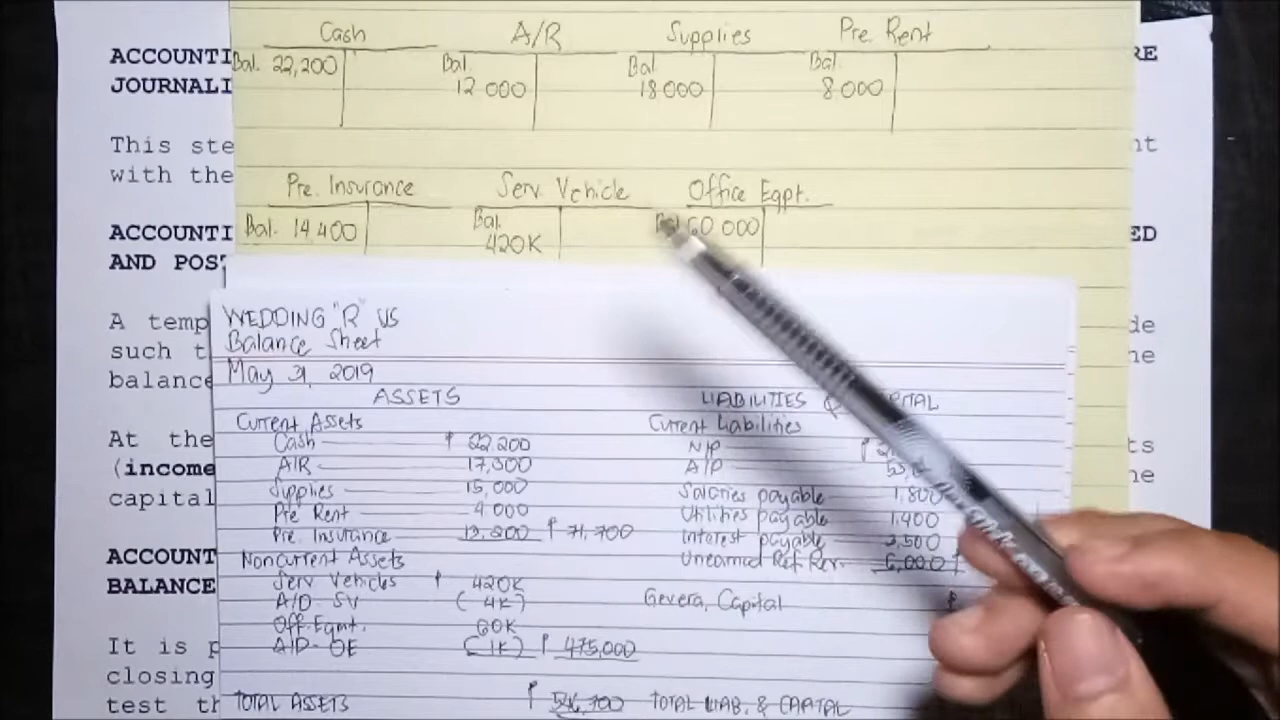 ACCOUNTI
JOURNALI
This ste
with the
ACCOUNTI
AND POS
A temp
such t
balance
At the
(income
capital
ACCOUNT
BALANCE
It is p
closing
test th
RE
nt
ED
de
he
ts
he
Cash A/R Supplies Pre. Rent
Bal. 22,200 Bal. 12 000 Bal. 18 000 Bal. 8 000
Pre. Insurance Serv. Vehicle Office Eqpt.
Bal. 14,400 Bal. 420K 60 000
WEDDING "R" US
Balance Sheet
May 31, 2019
ASSETS LIABILITIES &
Current Assets Current Liabilities
Cash ₱ 22,200 N/P ₱
A/R 17,300 A/P
Supplies 15,000 Salaries payable 1,800
Pre Rent 4,000 Utilities payable 1,400
Pre. Insurance 13,200 ₱ 71,700 Interest payable 3,500
Noncurrent Assets Unearned Ref. Rev. 6,000
Serv Vehicles ₱ 420K
A/D-SV (4K) Gevera, Capital ₱
Off. Eqmt. 60K
A/D-OE (1K) ₱ 475,000
TOTAL ASSETS ₱ 546,700 TOTAL LIAB. & CAPITAL